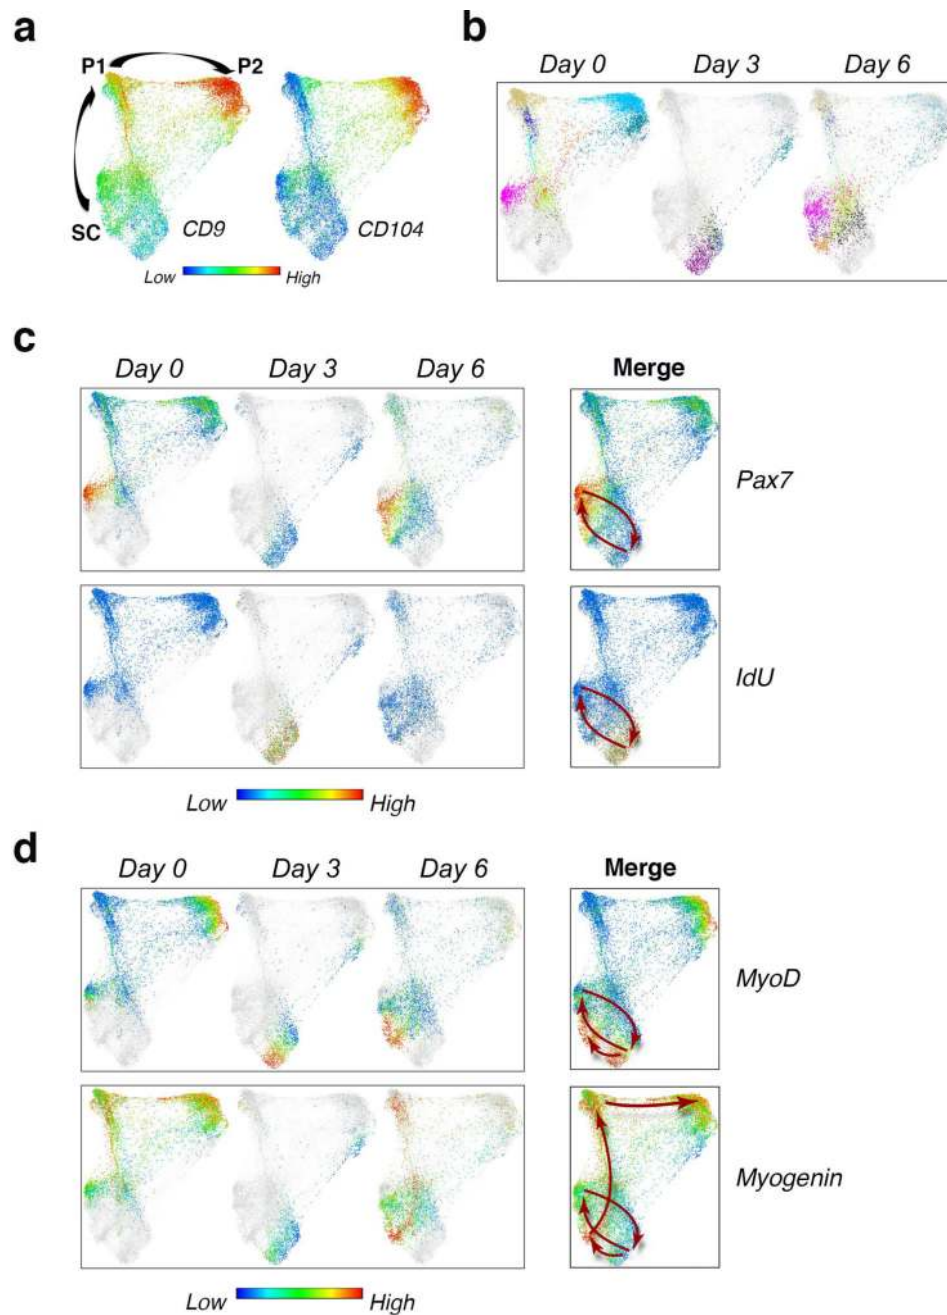 a
P1
P2
SC
CD9
CD104
Low
High
b
Day 0
Day 3
Day 6
c
Day 0
Day 3
Day 6
Merge
Pax7
IdU
Low
High
d
Day 0
Day 3
Day 6
Merge
MyoD
Myogenin
Low
High